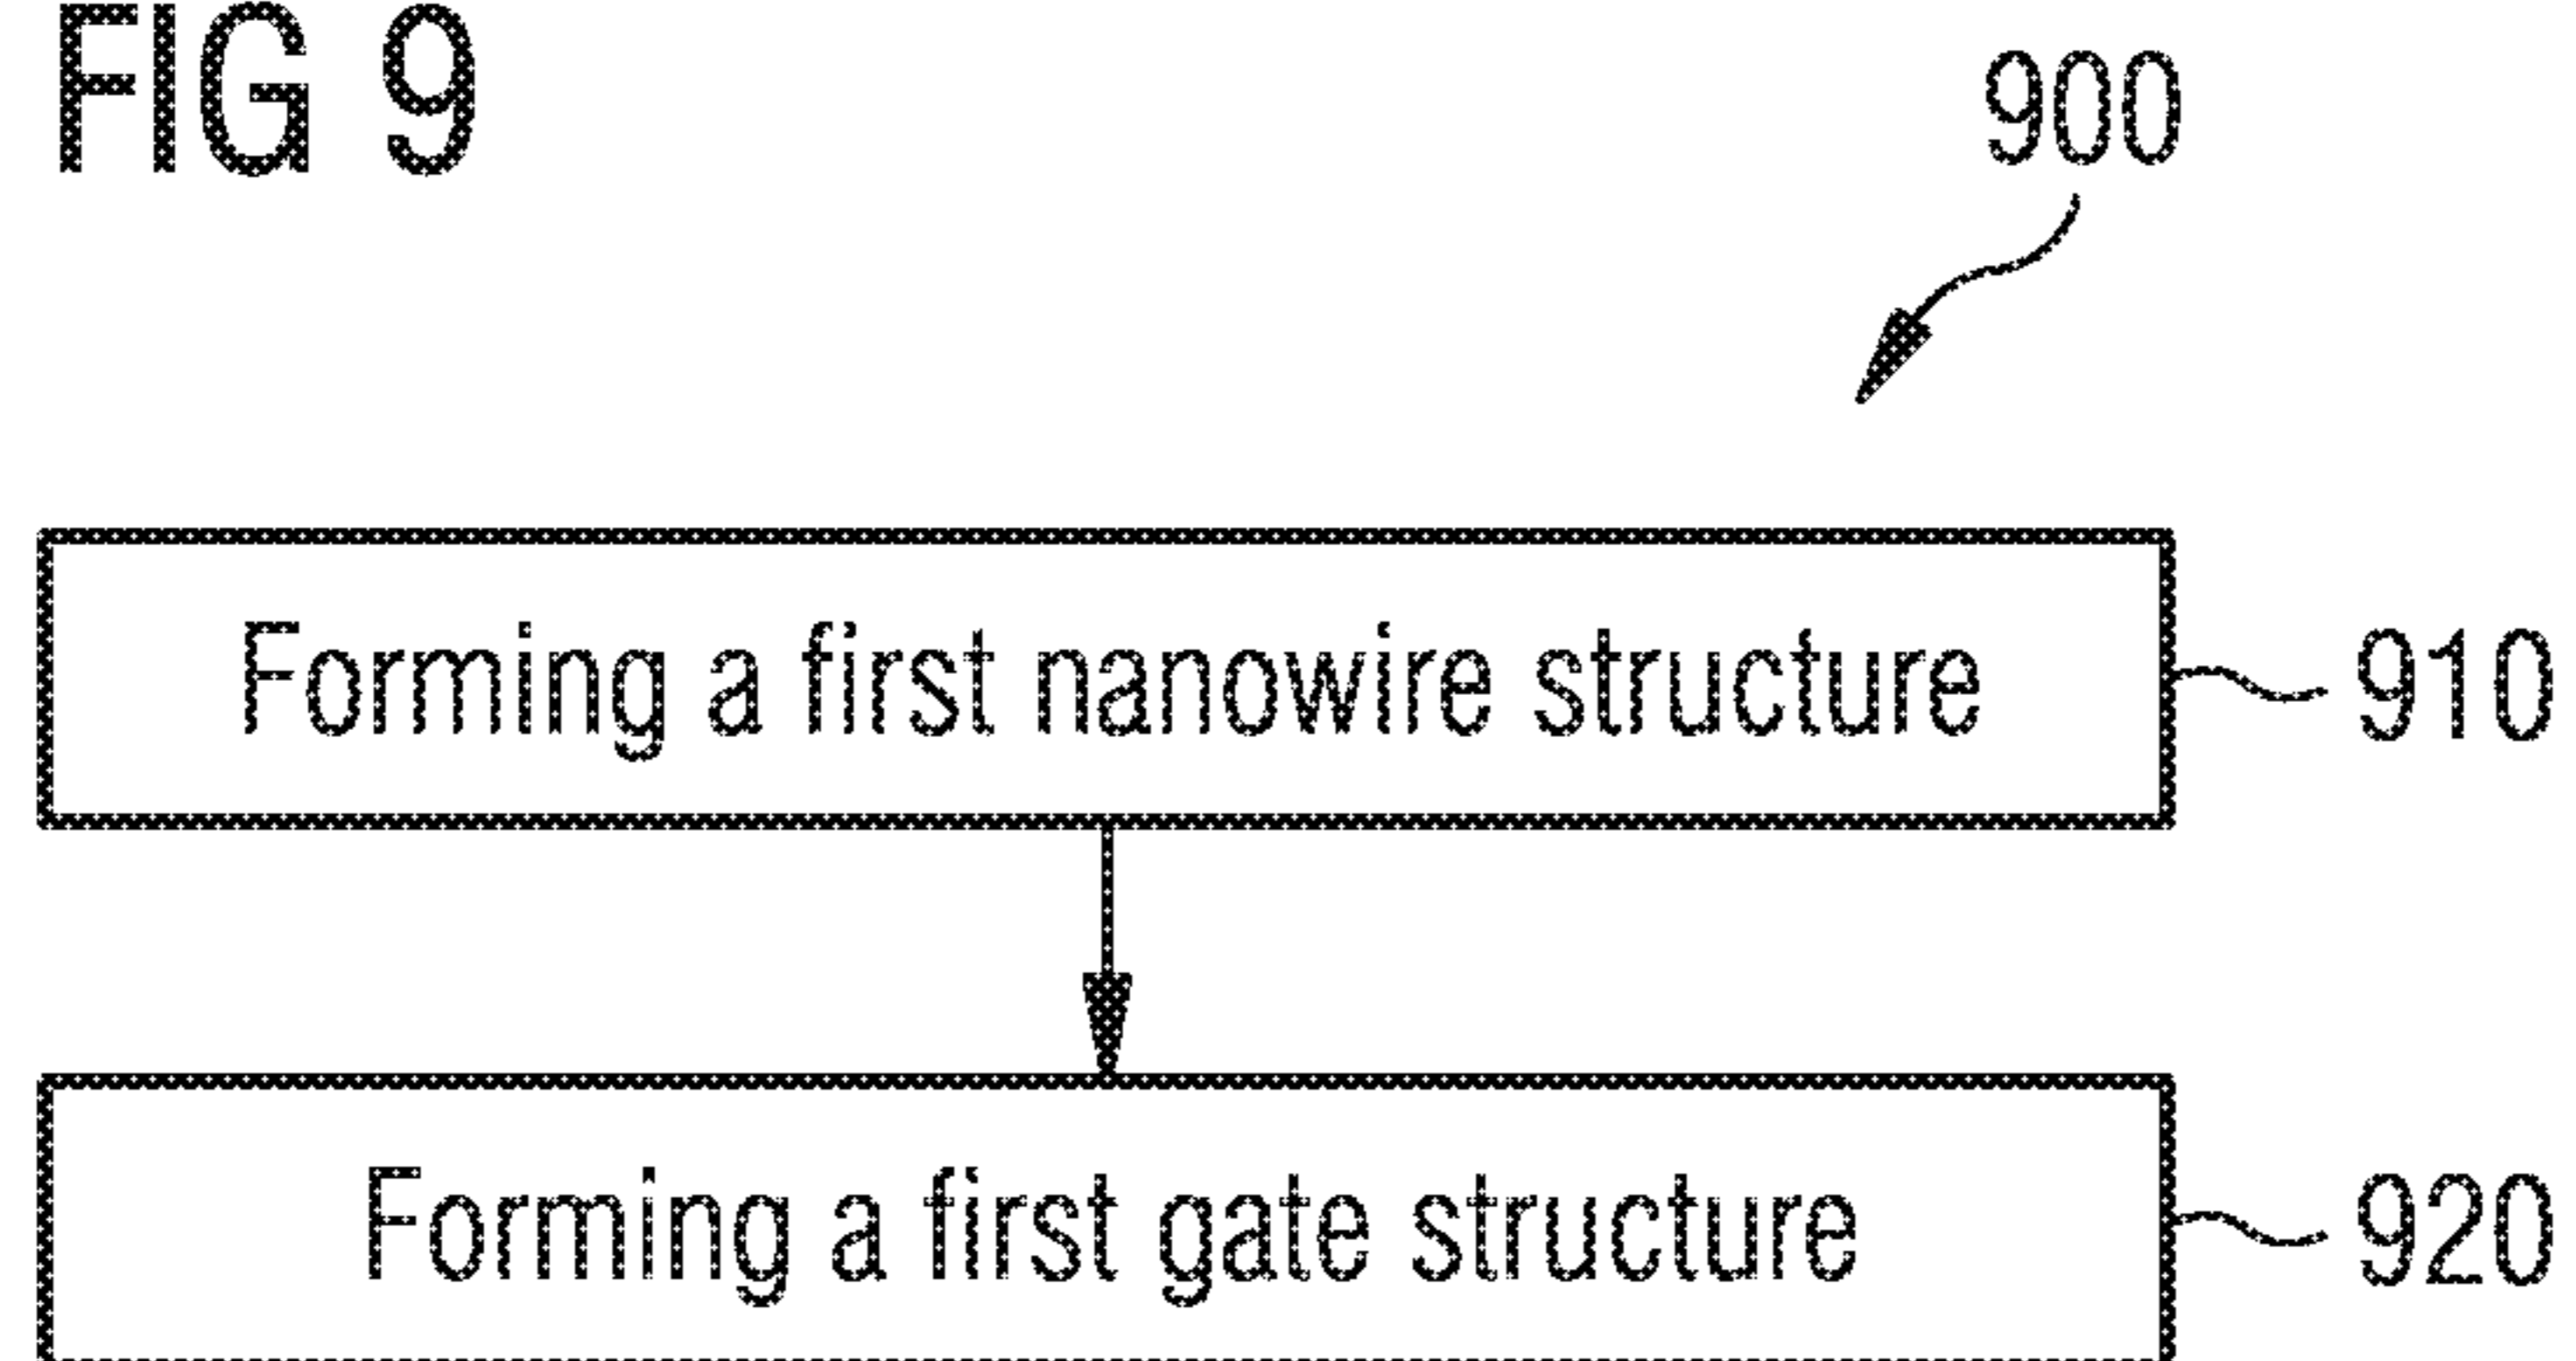 FIG 9
900
Forming a first nanowire structure
910
Forming a first gate structure
920